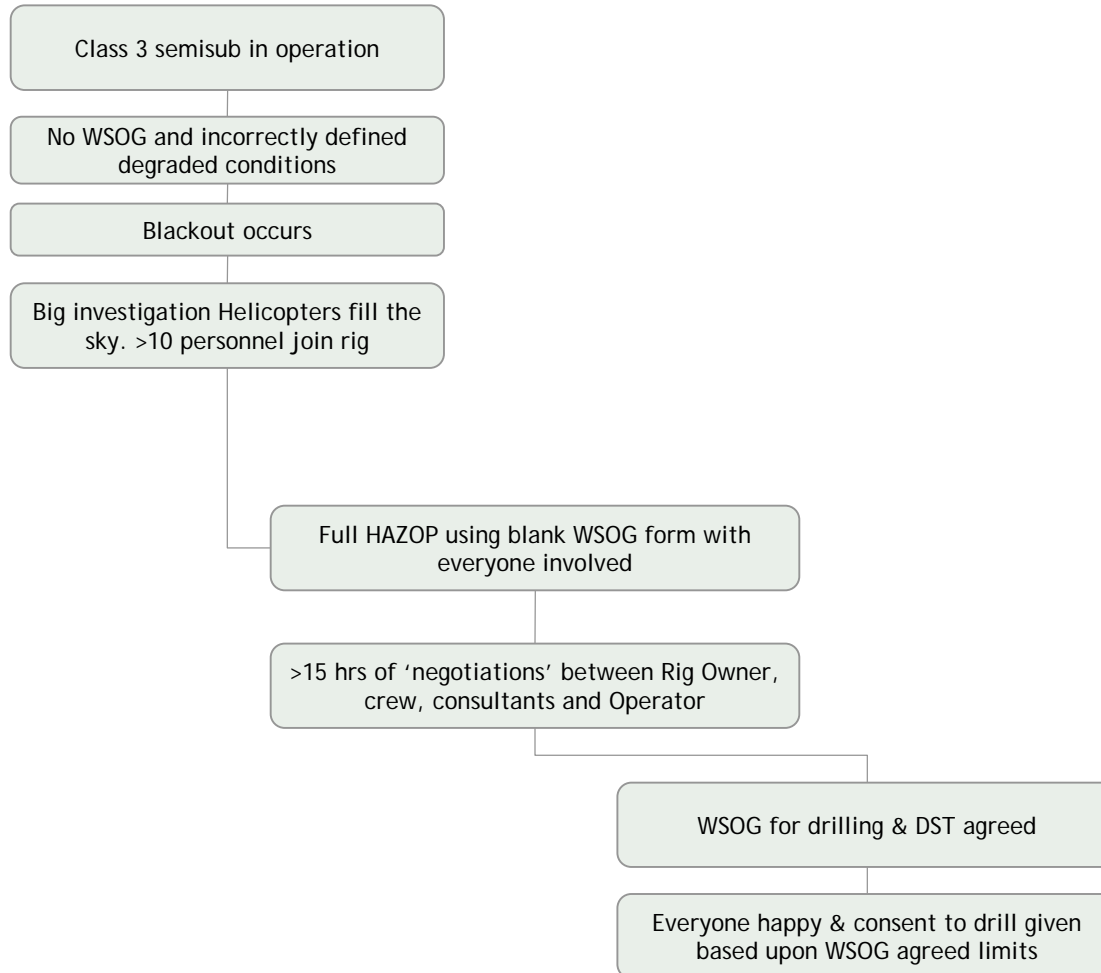 Class 3 semisub in operation
No WSOG and incorrectly defined
degraded conditions
Blackout occurs
Big investigation Helicopters fill the
sky. >10 personnel join rig
Full HAZOP using blank WSOG form with
everyone involved
>15 hrs of ‘negotiations’ between Rig Owner,
crew, consultants and Operator
WSOG for drilling & DST agreed
Everyone happy & consent to drill given
based upon WSOG agreed limits